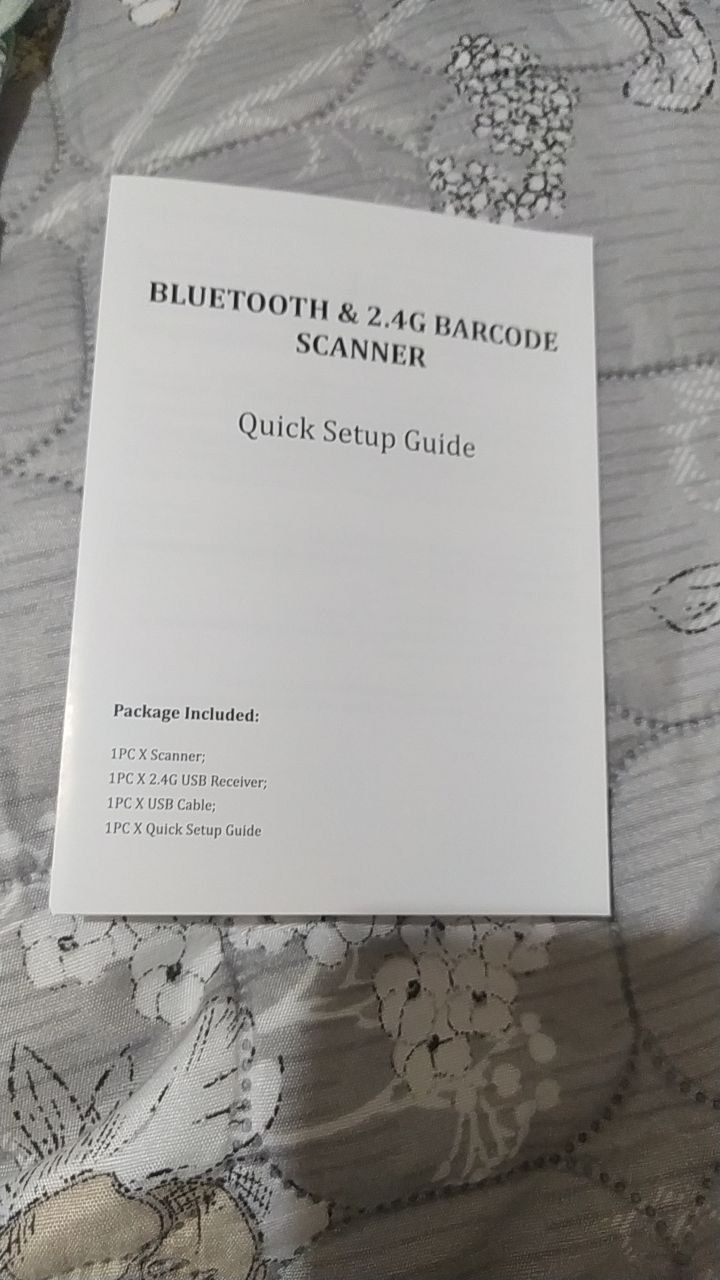 BLUETOOTH & 2.4G BARCODE
SCANNER
Quick Setup Guide
Package Included:
1PC X Scanner;
1PC X 2.4G USB Receiver;
1PC X USB Cable;
1PC X Quick Setup Guide